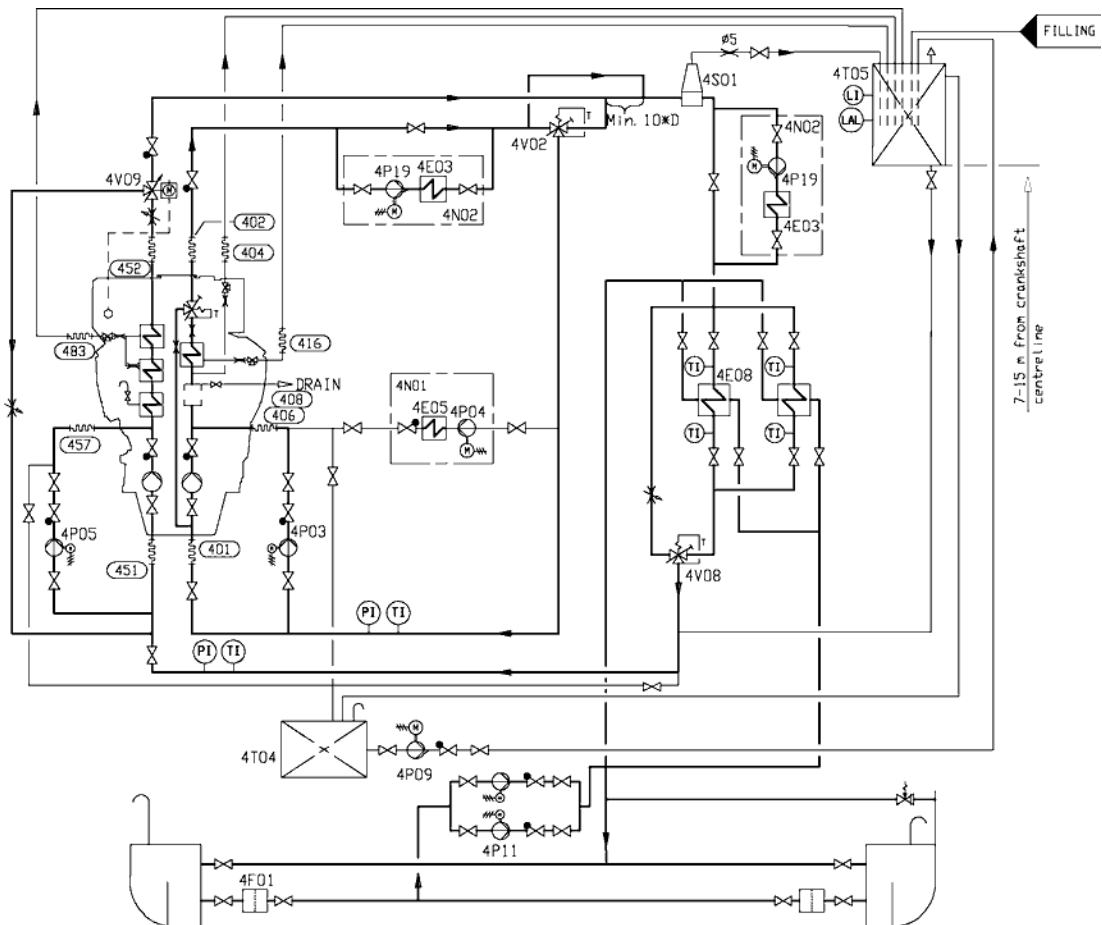 FILLING
ø5
4S01
4T05
LI
LAL
Min. 10*D
T
4V02
4N02
4P19
M
4E03
4P19
4E03
M
4N02
4V09
M
402
404
452
T
483
416
DRAIN
408
406
4N01
4E05
4P04
M
457
TI
TI
4E08
TI
TI
7-15 m from crankshaft
centreline
4P05
M
401
4P03
M
451
T
4V08
PI
TI
PI
TI
4T04
M
4P09
M
M
4P11
4F01